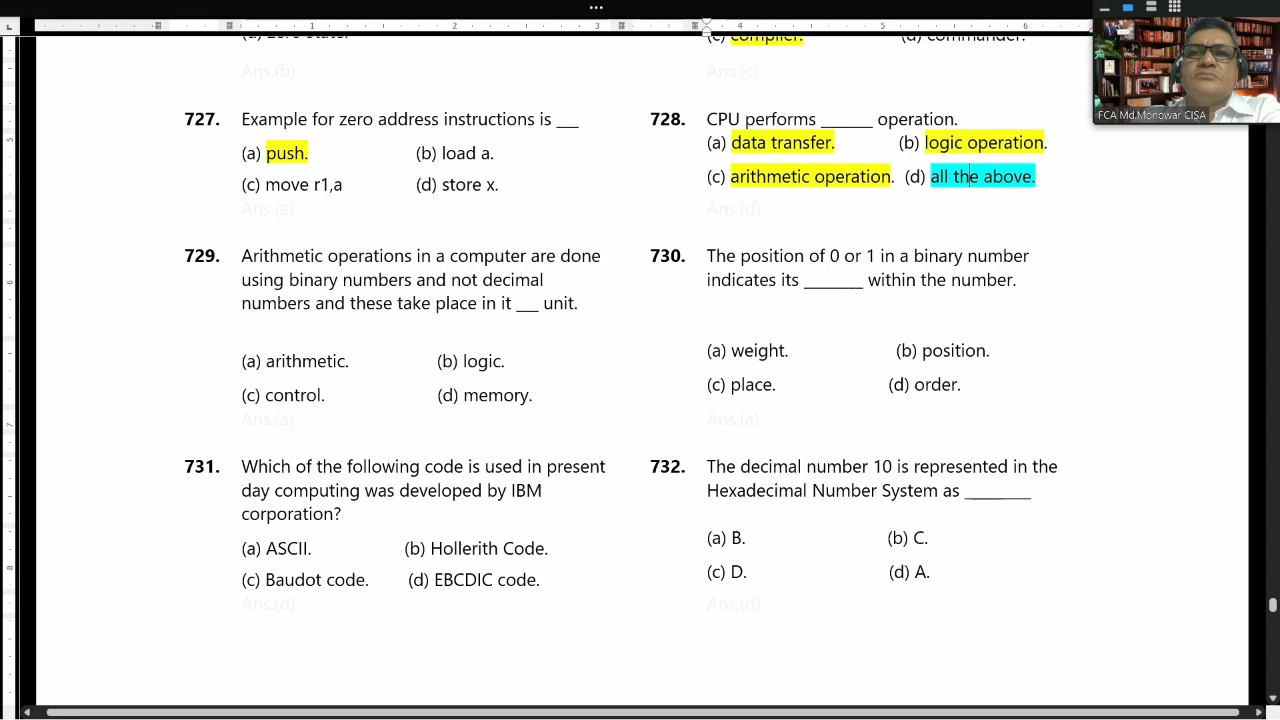 (c) compiler.
(d) commander.
Ans.(b)
Ans.(c)
FCA Md.Monowar CISA
727. Example for zero address instructions is ___
(a) push. (b) load a.
(c) move r1,a (d) store x.
Ans.(a)
728. CPU performs ______ operation.
(a) data transfer. (b) logic operation.
(c) arithmetic operation. (d) all the above.
Ans.(d)
729. Arithmetic operations in a computer are done
using binary numbers and not decimal
numbers and these take place in it ___ unit.
(a) arithmetic. (b) logic.
(c) control. (d) memory.
Ans.(a)
730. The position of 0 or 1 in a binary number
indicates its _______ within the number.
(a) weight. (b) position.
(c) place. (d) order.
Ans.(a)
731. Which of the following code is used in present
day computing was developed by IBM
corporation?
(a) ASCII. (b) Hollerith Code.
(c) Baudot code. (d) EBCDIC code.
Ans.(d)
732. The decimal number 10 is represented in the
Hexadecimal Number System as ________
(a) B. (b) C.
(c) D. (d) A.
Ans.(d)